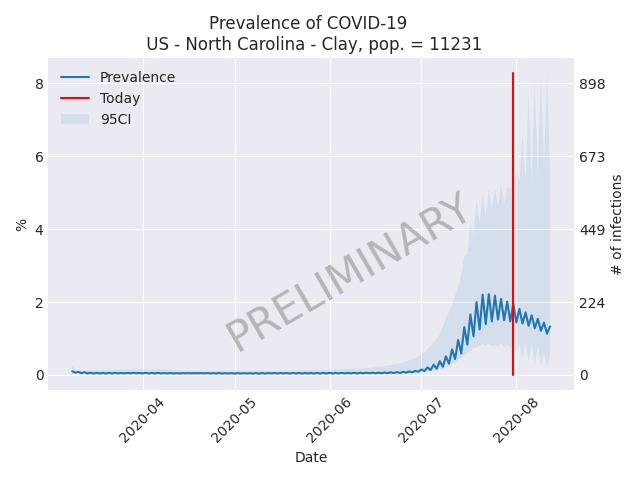 Prevalence of COVID-19
US - North Carolina - Clay, pop. = 11231
Prevalence
Today
95CI
8
6
4
2
0
%
898
673
449
224
0
# of infections
PRELIMINARY
2020-04
2020-05
2020-06
2020-07
2020-08
Date